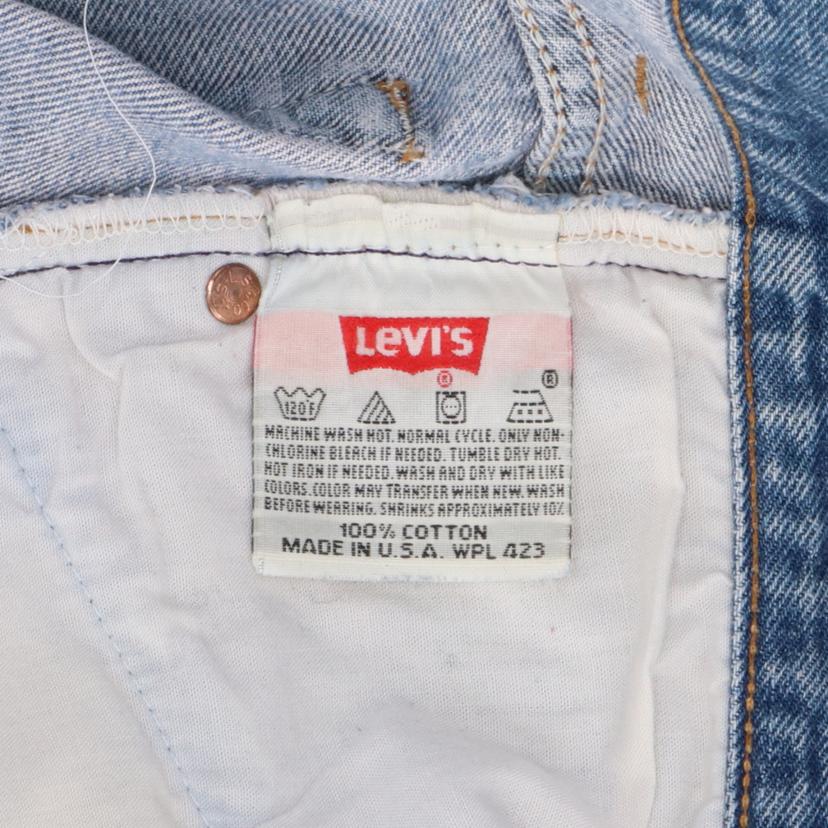 Levi's
®
®
120°F
MACHINE WASH HOT. NORMAL CYCLE. ONLY NON-
CHLORINE BLEACH IF NEEDED. TUMBLE DRY HOT.
HOT IRON IF NEEDED. WASH AND DRY WITH LIKE
COLORS. COLOR MAY TRANSFER WHEN NEW. WASH
BEFORE WEARING. SHRINKS APPROXIMATELY 10%
100% COTTON
MADE IN U.S.A. WPL 423